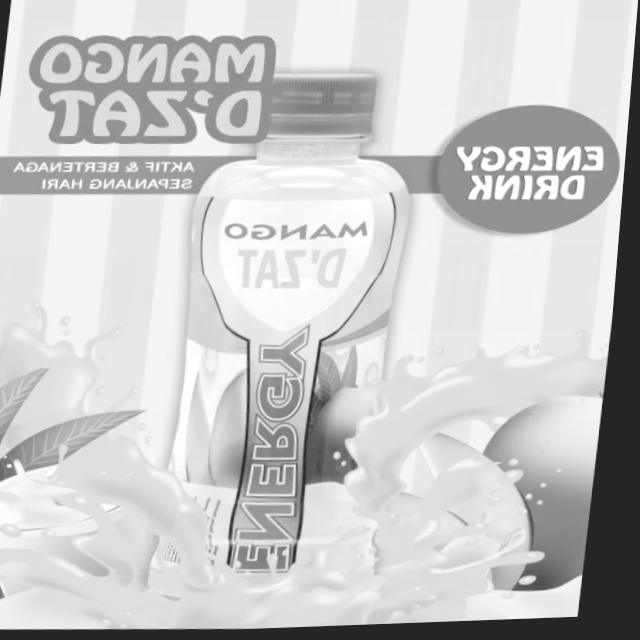 MANGO
D'ZAT
AKTIF & BERTENAGA
SEPANJANG HARI
ENERGY
DRINK
MANGO
D'ZAT
ENERGY